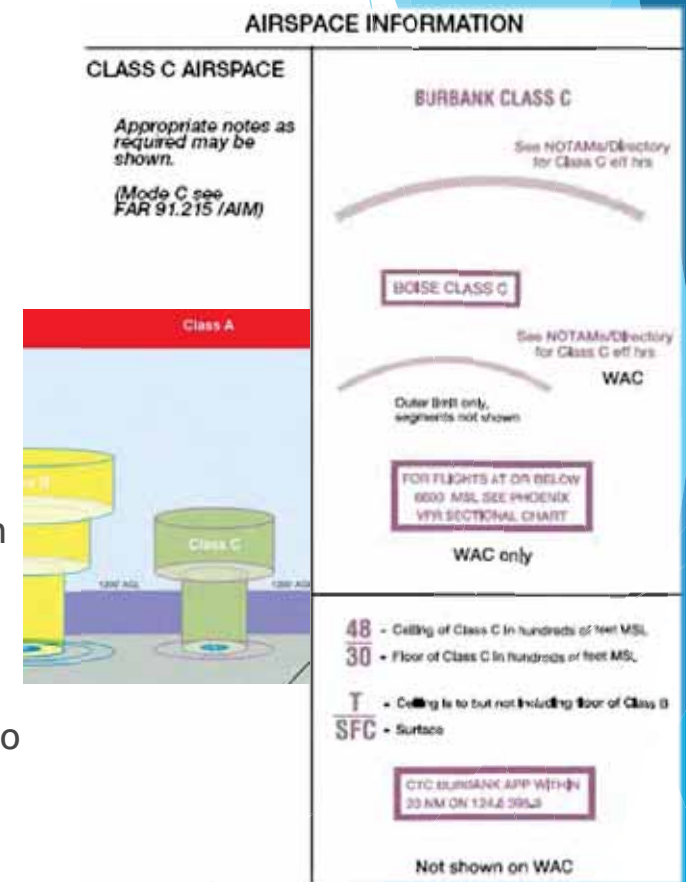 AIRSPACE INFORMATION
CLASS C AIRSPACE
Appropriate notes as
required may be
shown.
(Mode C see
FAR 91.215 /AIM)
BURBANK CLASS C
See NOTAMs/Directory
for Class C eff hrs
BOISE CLASS C
See NOTAMs/Directory
for Class C eff hrs
WAC
Outer limit only,
segments not shown
FOR FLIGHTS AT OR BELOW
MSL SEE PHOENIX
VFR SECTIONAL CHART
WAC only
Class A
B
Class C
1200' AGL
1200' AGL
n
o
48 - Ceiling of Class C in hundreds of feet MSL
30 - Floor of Class C in hundreds of feet MSL
T - Ceiling is to but not including floor of Class B
SFC - Surface
CTC BURBANK APP WITHIN
20 NM ON
Not shown on WAC